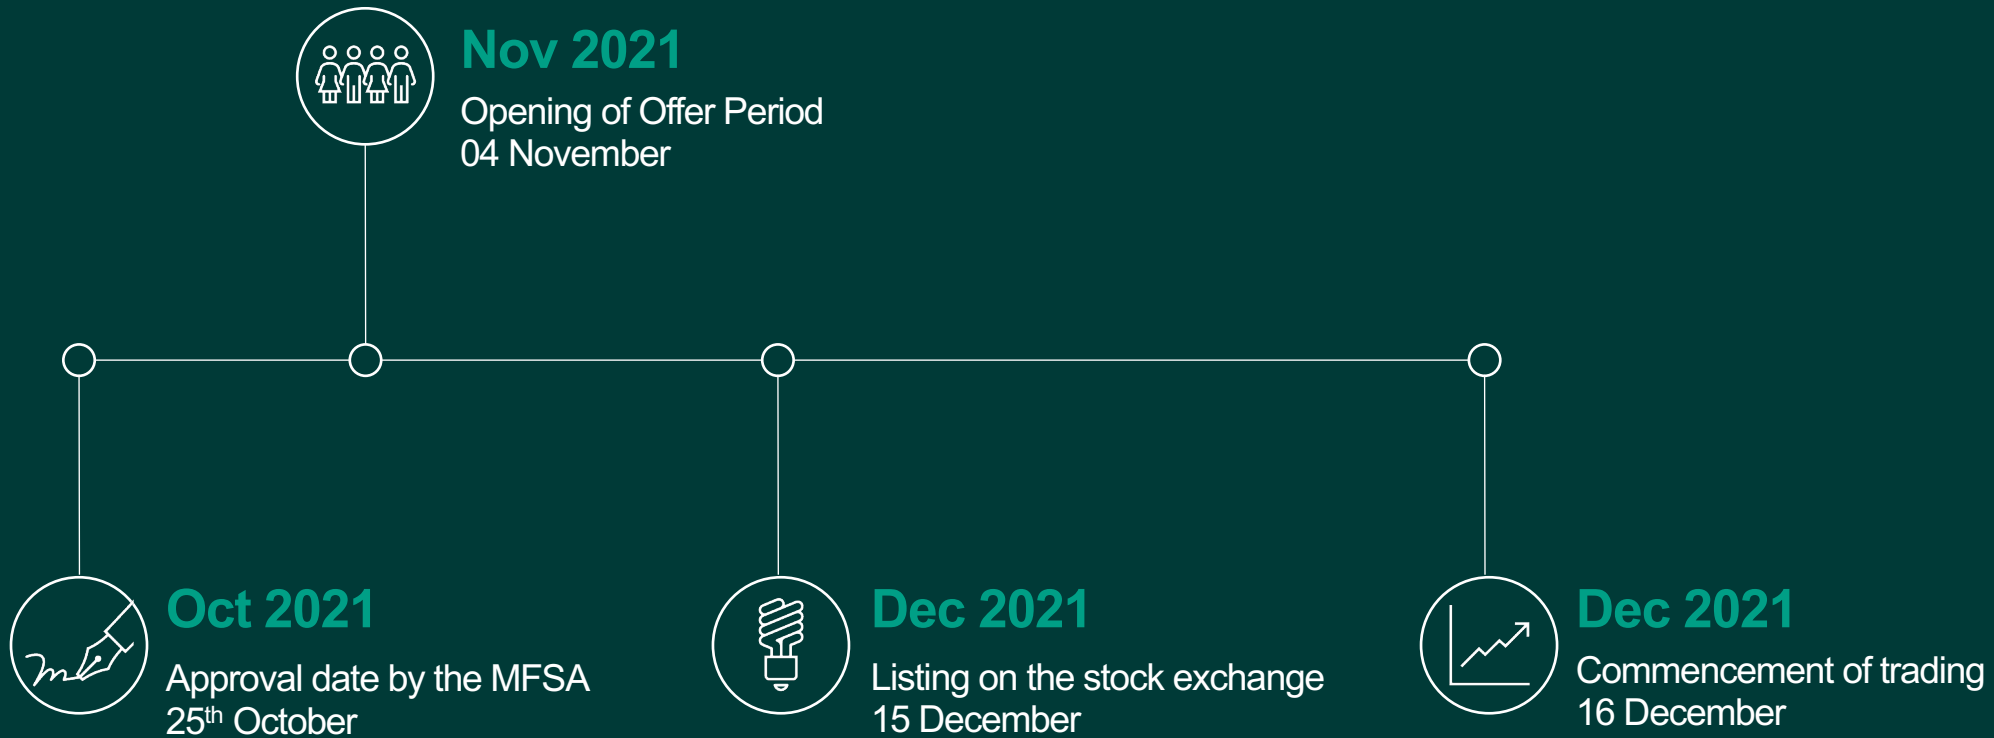 Nov 2021
Opening of Offer Period
04 November
Oct 2021
Approval date by the MFSA
25th October
Dec 2021
Listing on the stock exchange
15 December
Dec 2021
Commencement of trading
16 December